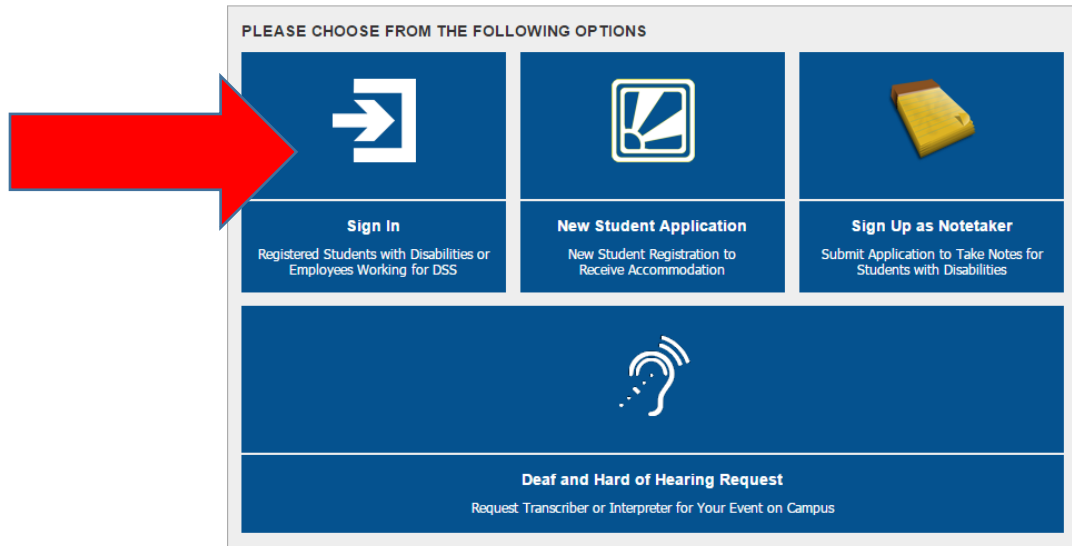 PLEASE CHOOSE FROM THE FOLLOWING OPTIONS
Sign In
Registered Students with Disabilities or
Employees Working for DSS
New Student Application
New Student Registration to
Receive Accommodation
Sign Up as Notetaker
Submit Application to Take Notes for
Students with Disabilities
Deaf and Hard of Hearing Request
Request Transcriber or Interpreter for Your Event on Campus